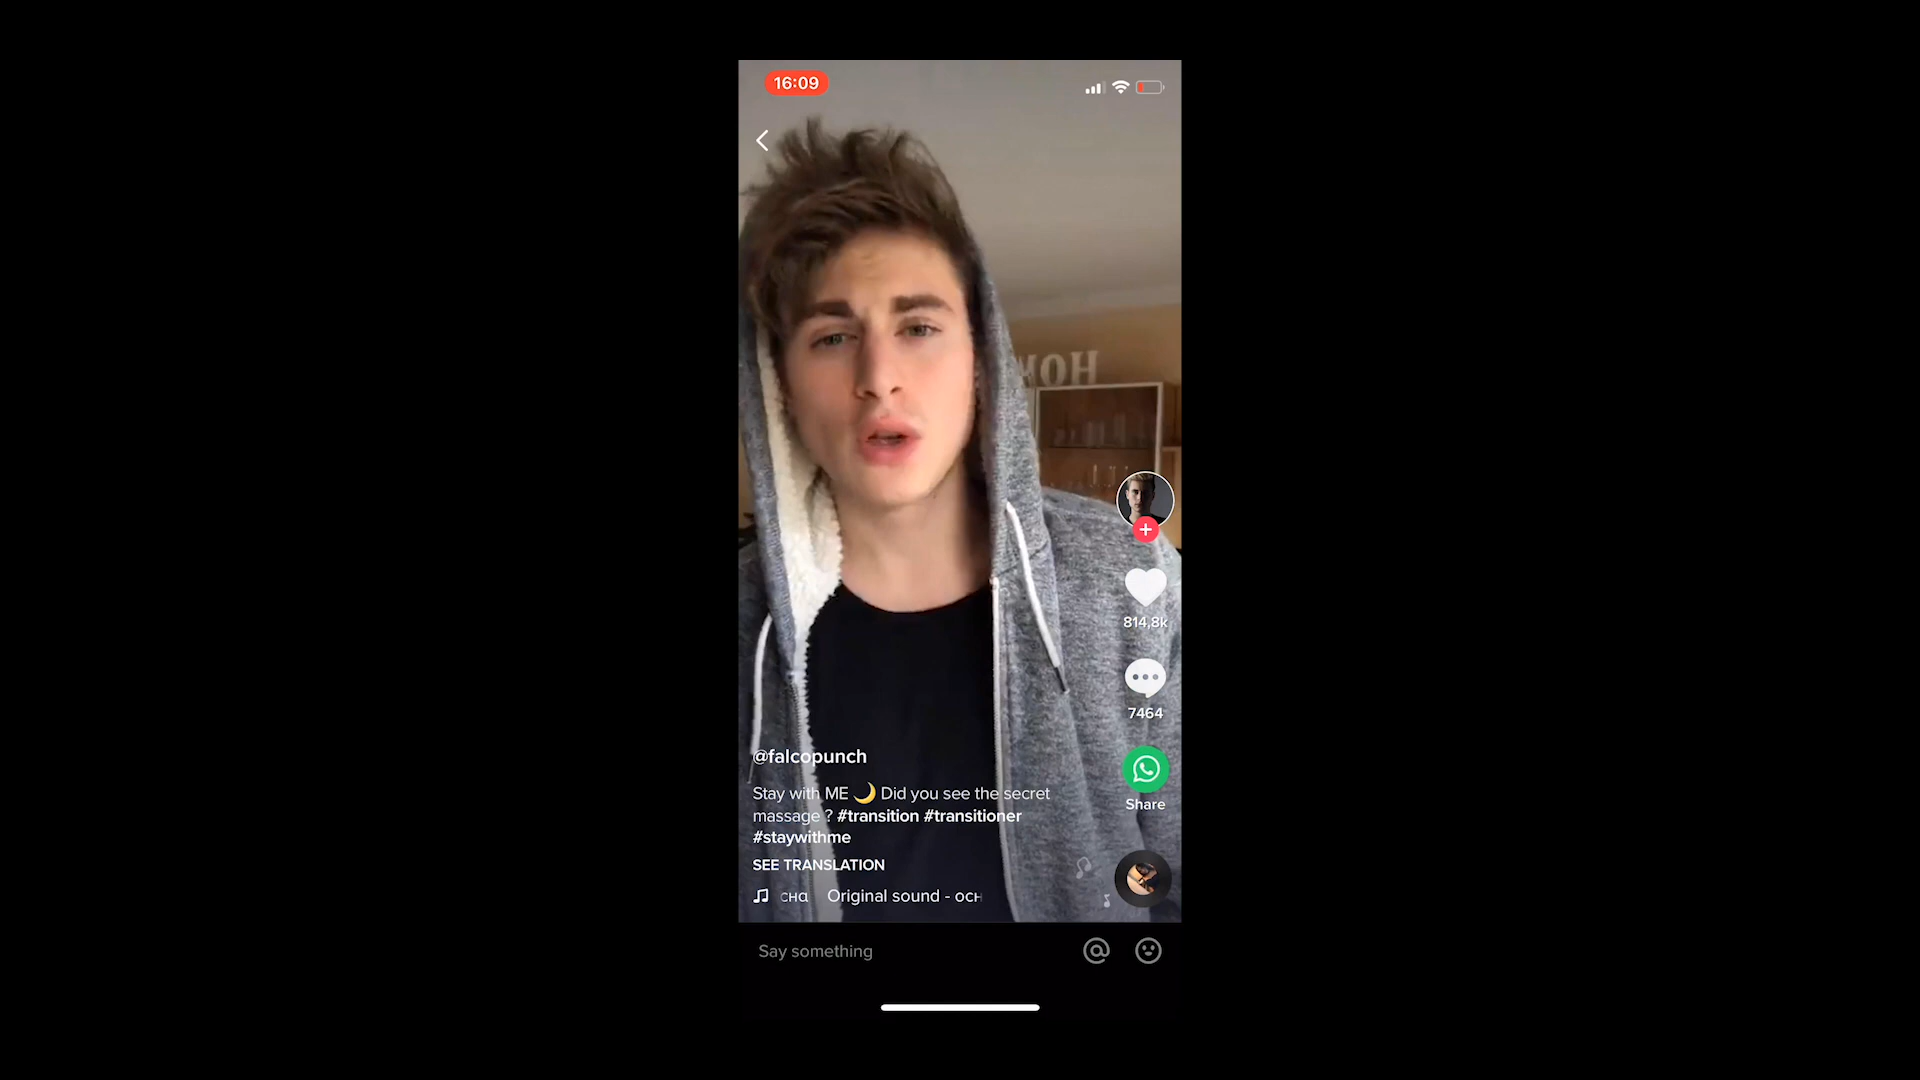 16:09
HOM
814,8k
7464
Share
@falcopunch
Stay with ME 🌙 Did you see the secret
massage ? #transition #transitioner
#staywithme
SEE TRANSLATION
Original sound -
Say something